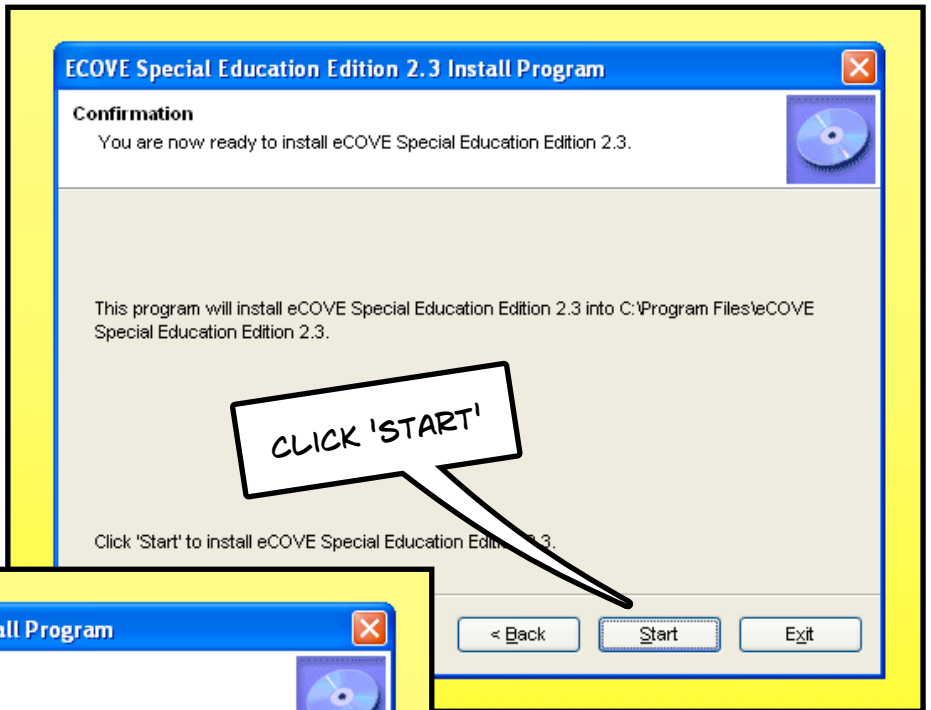 ECOVE Special Education Edition 2.3 Install Program
Confirmation
You are now ready to install eCOVE Special Education Edition 2.3.
This program will install eCOVE Special Education Edition 2.3 into C:\Program Files\eCOVE
Special Education Edition 2.3.
CLICK 'START'
Click 'Start' to install eCOVE Special Education Edition 2.3.
< Back Start Exit
all Program